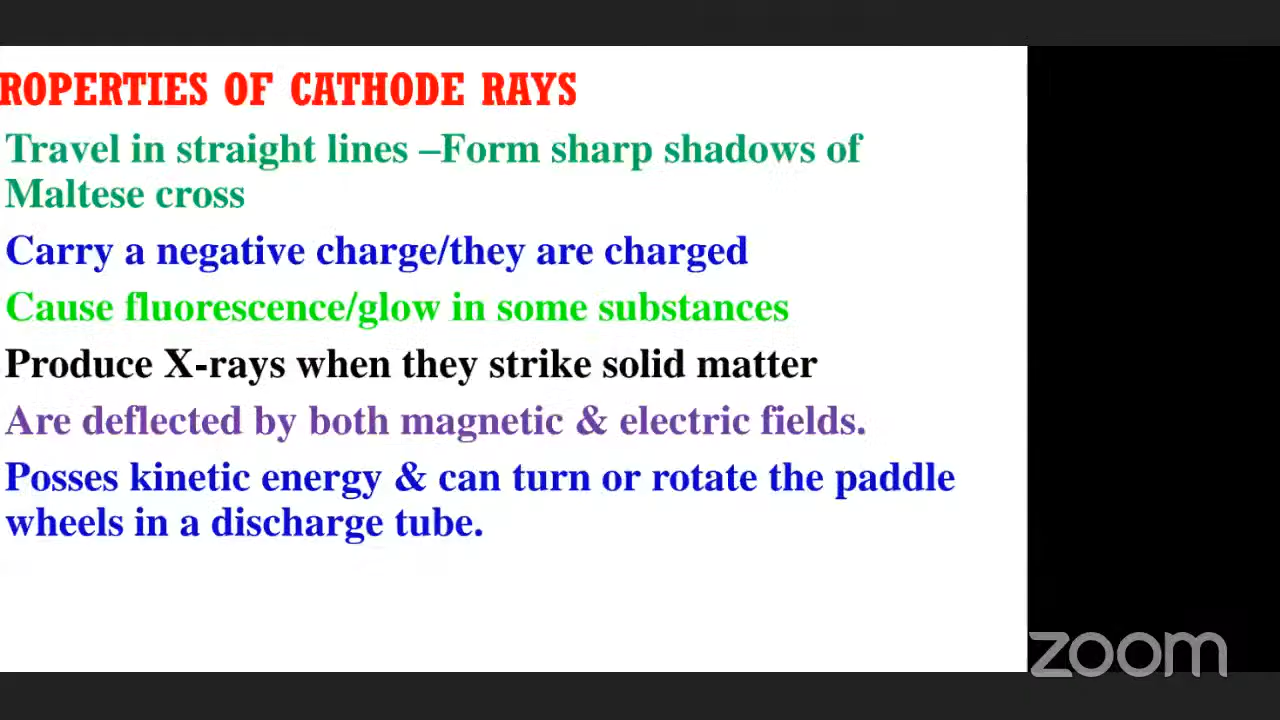 ROPERTIES OF CATHODE RAYS
Travel in straight lines –Form sharp shadows of
Maltese cross
Carry a negative charge/they are charged
Cause fluorescence/glow in some substances
Produce X-rays when they strike solid matter
Are deflected by both magnetic & electric fields.
Posses kinetic energy & can turn or rotate the paddle
wheels in a discharge tube.
zoom